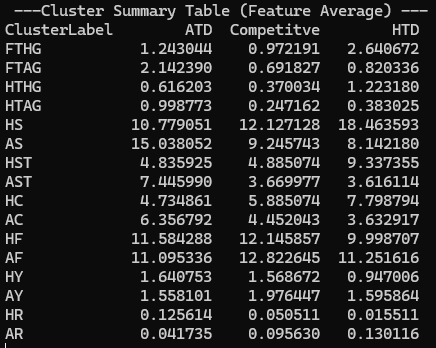 ---Cluster Summary Table (Feature Average) ---
ClusterLabel ATD Competitve HTD
FTHG 1.243044 0.972191 2.640672
FTAG 2.142390 0.691827 0.820336
HTHG 0.616203 0.370034 1.223180
HTAG 0.998773 0.247162 0.383025
HS 10.779051 12.127128 18.463593
AS 15.038052 9.245743 8.142180
HST 4.835925 4.885074 9.337355
AST 7.445990 3.669977 3.616114
HC 4.734861 5.885074 7.798794
AC 6.356792 4.452043 3.632917
HF 11.584288 12.145857 9.998707
AF 11.095336 12.822645 11.251616
HY 1.640753 1.568672 0.947006
AY 1.558101 1.976447 1.595864
HR 0.125614 0.050511 0.015511
AR 0.041735 0.095630 0.130116